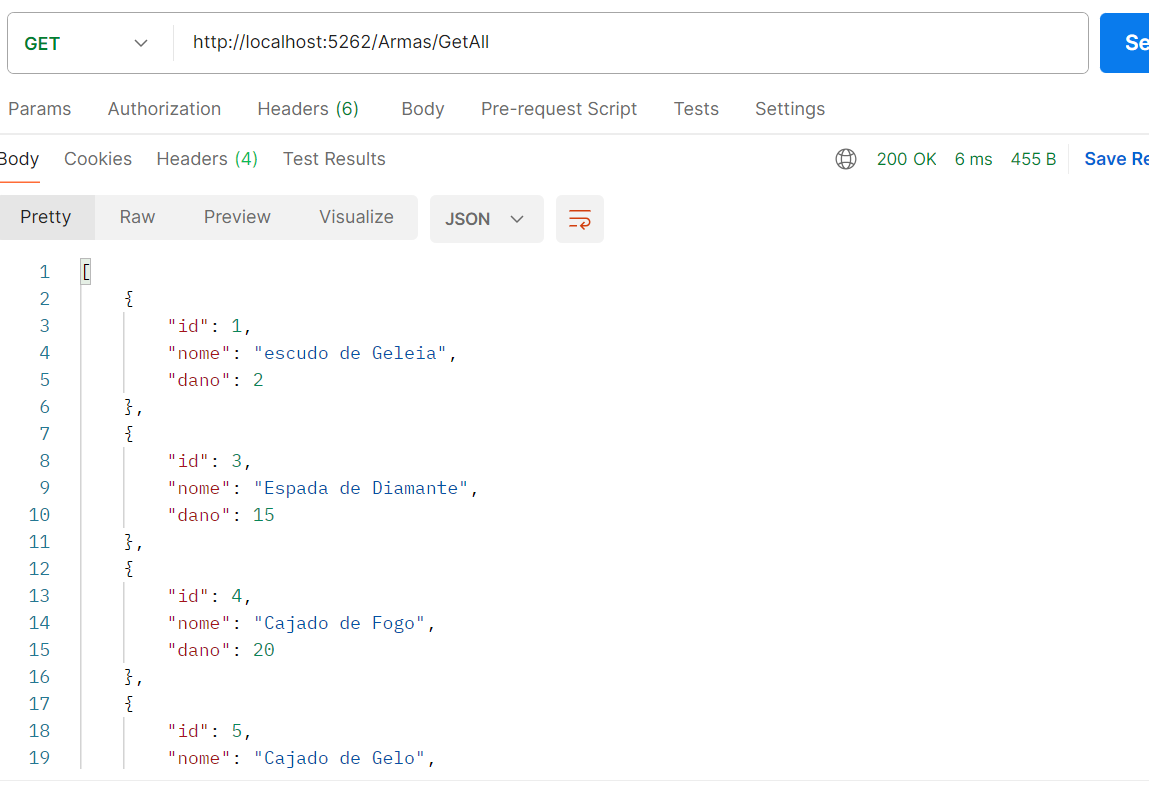 GET http://localhost:5262/Armas/GetAll Se
Params Authorization Headers (6) Body Pre-request Script Tests Settings
Body Cookies Headers (4) Test Results 200 OK 6 ms 455 B Save Re
Pretty Raw Preview Visualize JSON
1 [
2 {
3 "id": 1,
4 "nome": "escudo de Geleia",
5 "dano": 2
6 },
7 {
8 "id": 3,
9 "nome": "Espada de Diamante",
10 "dano": 15
11 },
12 {
13 "id": 4,
14 "nome": "Cajado de Fogo",
15 "dano": 20
16 },
17 {
18 "id": 5,
19 "nome": "Cajado de Gelo",